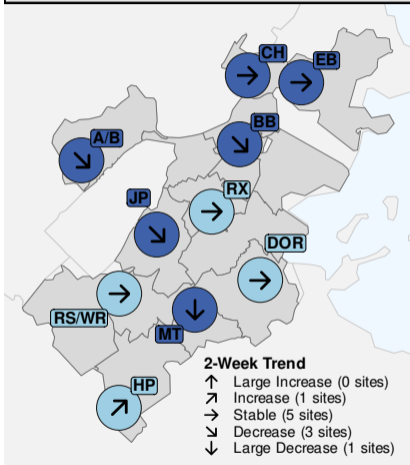 CH
EB
BB
A/B
RX
JP
DOR
RS/WR
MT
HP
2-Week Trend
↑ Large Increase (0 sites)
↗ Increase (1 sites)
→ Stable (5 sites)
↘ Decrease (3 sites)
↓ Large Decrease (1 sites)